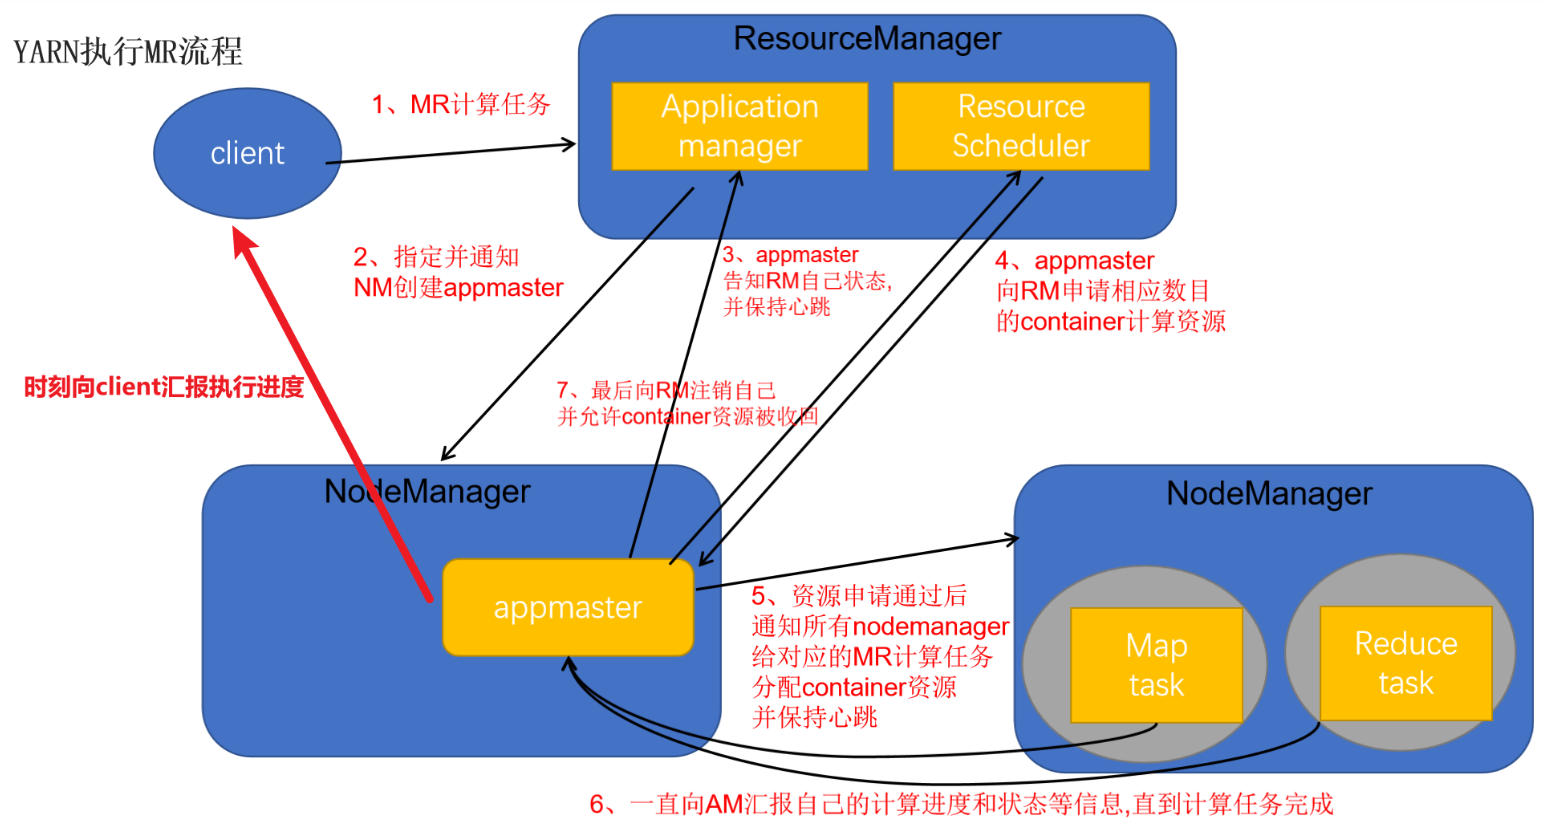 YARN执行MR流程
ResourceManager
client
1、MR计算任务
Application
manager
Resource
Scheduler
2、指定并通知
NM创建appmaster
3、appmaster
告知RM自己状态,
并保持心跳
4、appmaster
向RM申请相应数目
的container计算资源
时刻向client汇报执行进度
7、最后向RM注销自己
并允许container资源被收回
NodeManager
appmaster
5、资源申请通过后
通知所有nodemanager
给对应的MR计算任务
分配container资源
并保持心跳
NodeManager
Map
task
Reduce
task
6、一直向AM汇报自己的计算进度和状态等信息,直到计算任务完成